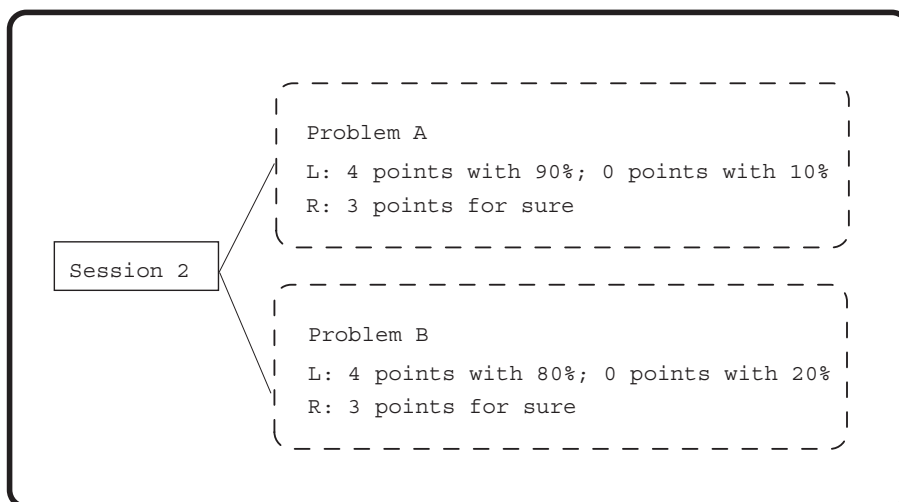 Problem A
L: 4 points with 90%; 0 points with 10%
R: 3 points for sure
Session 2
Problem B
L: 4 points with 80%; 0 points with 20%
R: 3 points for sure